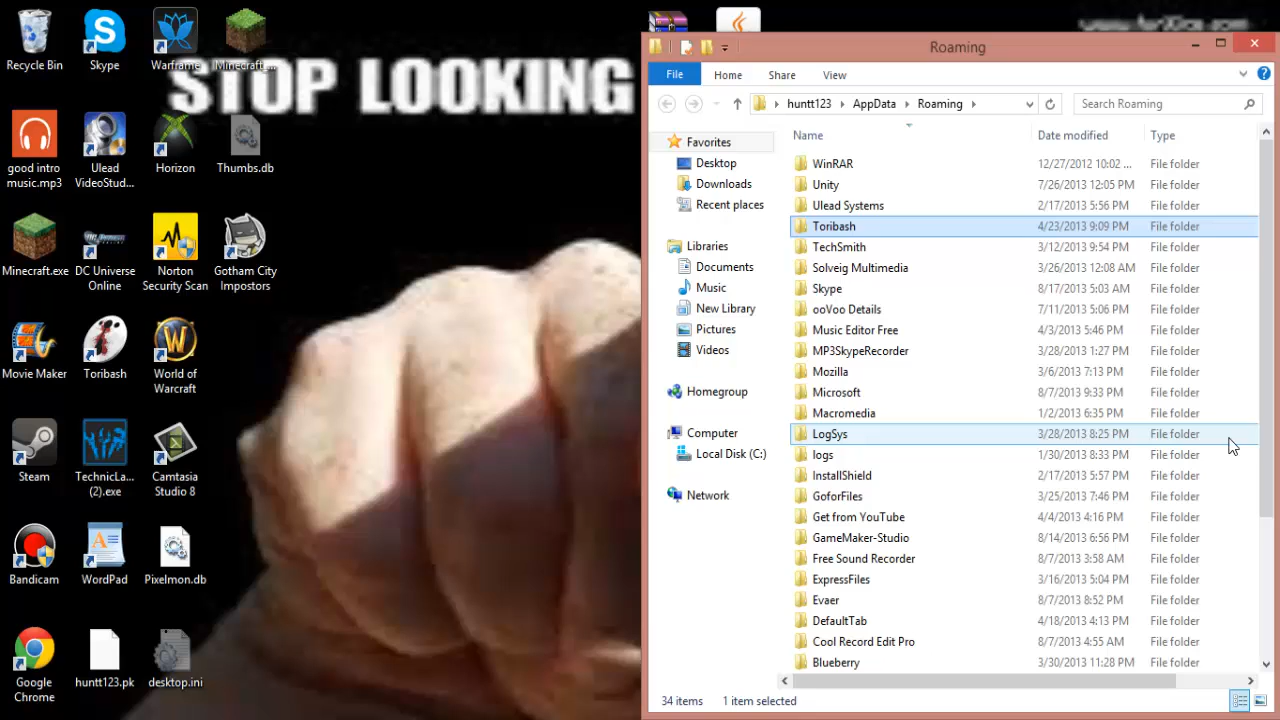 Recycle Bin
Skype
Warframe
Minecraft...
STOP LOOKING
good intro
music.mp3
Ulead
VideoStud...
Horizon
Thumbs.db
Minecraft.exe
DC Universe
Online
Norton
Security Scan
Gotham City
Impostors
Movie Maker
Toribash
World of
Warcraft
Steam
TechnicLa...
(2).exe
Camtasia
Studio 8
Bandicam
WordPad
Pixelmon.db
Google
Chrome
huntt123.pk
desktop.ini
Roaming
File Home Share View
huntt123 AppData Roaming
Search Roaming
Favorites
Desktop
Downloads
Recent places
Libraries
Documents
Music
New Library
Pictures
Videos
Homegroup
Computer
Local Disk (C:)
Network
Name Date modified Type
WinRAR 12/27/2012 10:02 ... File folder
Unity 7/26/2013 12:05 PM File folder
Ulead Systems 2/17/2013 5:56 PM File folder
Toribash 4/23/2013 9:09 PM File folder
TechSmith 3/12/2013 9:54 PM File folder
Solveig Multimedia 3/26/2013 12:08 AM File folder
Skype 8/17/2013 5:03 AM File folder
ooVoo Details 7/11/2013 5:06 PM File folder
Music Editor Free 4/3/2013 5:46 PM File folder
MP3SkypeRecorder 3/28/2013 1:27 PM File folder
Mozilla 3/6/2013 7:13 PM File folder
Microsoft 8/7/2013 9:33 PM File folder
Macromedia 1/2/2013 6:35 PM File folder
LogSys 3/28/2013 8:25 PM File folder
logs 1/30/2013 8:33 PM File folder
InstallShield 2/17/2013 5:57 PM File folder
GoforFiles 3/25/2013 7:46 PM File folder
Get from YouTube 4/4/2013 4:16 PM File folder
GameMaker-Studio 8/14/2013 6:56 PM File folder
Free Sound Recorder 8/7/2013 3:58 AM File folder
ExpressFiles 3/16/2013 5:04 PM File folder
Evaer 8/7/2013 8:52 PM File folder
DefaultTab 4/18/2013 4:13 PM File folder
Cool Record Edit Pro 8/7/2013 4:55 AM File folder
Blueberry 3/30/2013 11:28 PM File folder
34 items 1 item selected